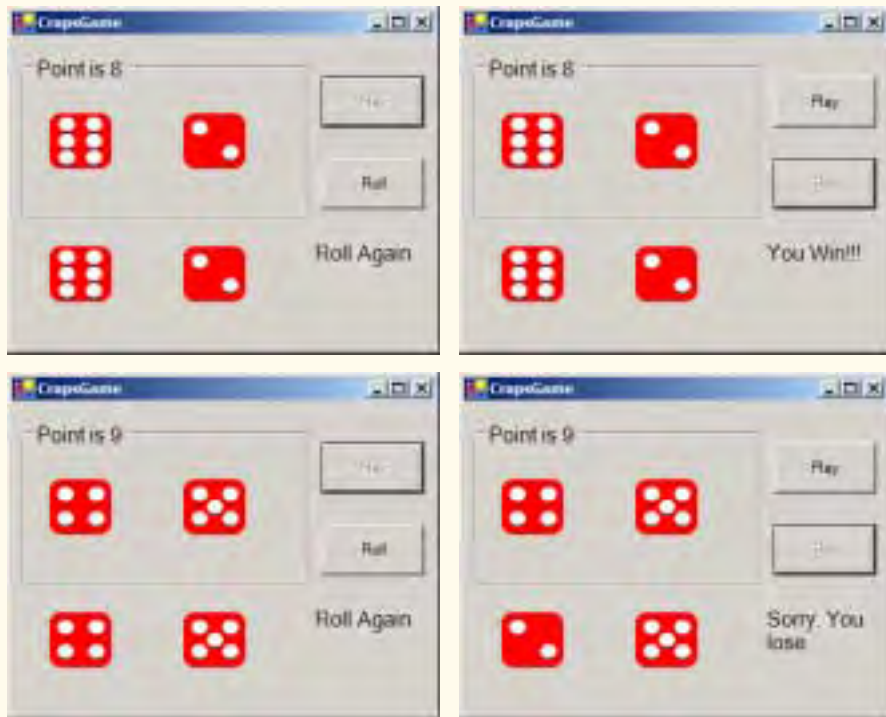 CrapsGame
Point is 8
Roll
Roll Again
CrapsGame
Point is 8
Play
You Win!!!
CrapsGame
Point is 9
Roll
Roll Again
CrapsGame
Point is 9
Play
Sorry. You
lose